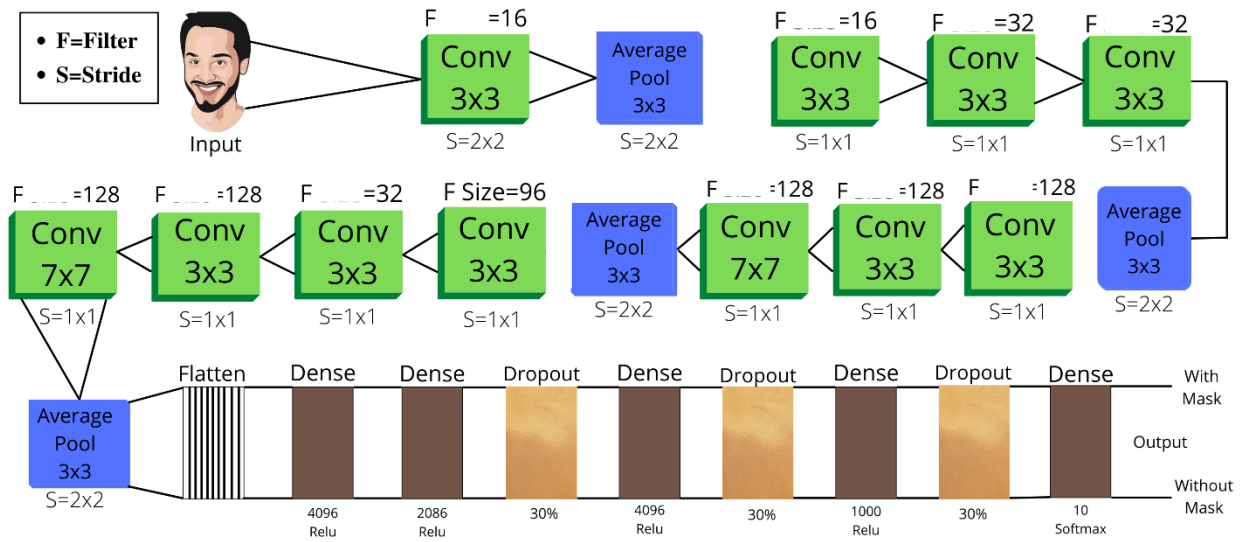 • F=Filter
• S=Stride
Input
F =16
Conv
3x3
S=2x2
Average
Pool
3x3
S=2x2
F =16
Conv
3x3
S=1x1
F =32
Conv
3x3
S=1x1
F =32
Conv
3x3
S=1x1
F =128
Conv
7x7
S=1x1
F =128
Conv
3x3
S=1x1
F =32
Conv
3x3
S=1x1
F Size=96
Conv
3x3
S=1x1
Average
Pool
3x3
S=2x2
F =128
Conv
7x7
S=1x1
F =128
Conv
3x3
S=1x1
F =128
Conv
3x3
S=1x1
Average
Pool
3x3
S=2x2
Average
Pool
3x3
S=2x2
Flatten
Dense
4096
Relu
Dense
2086
Relu
Dropout
30%
Dense
4096
Relu
Dropout
30%
Dense
1000
Relu
Dropout
30%
Dense
10
Softmax
With
Mask
Output
Without
Mask